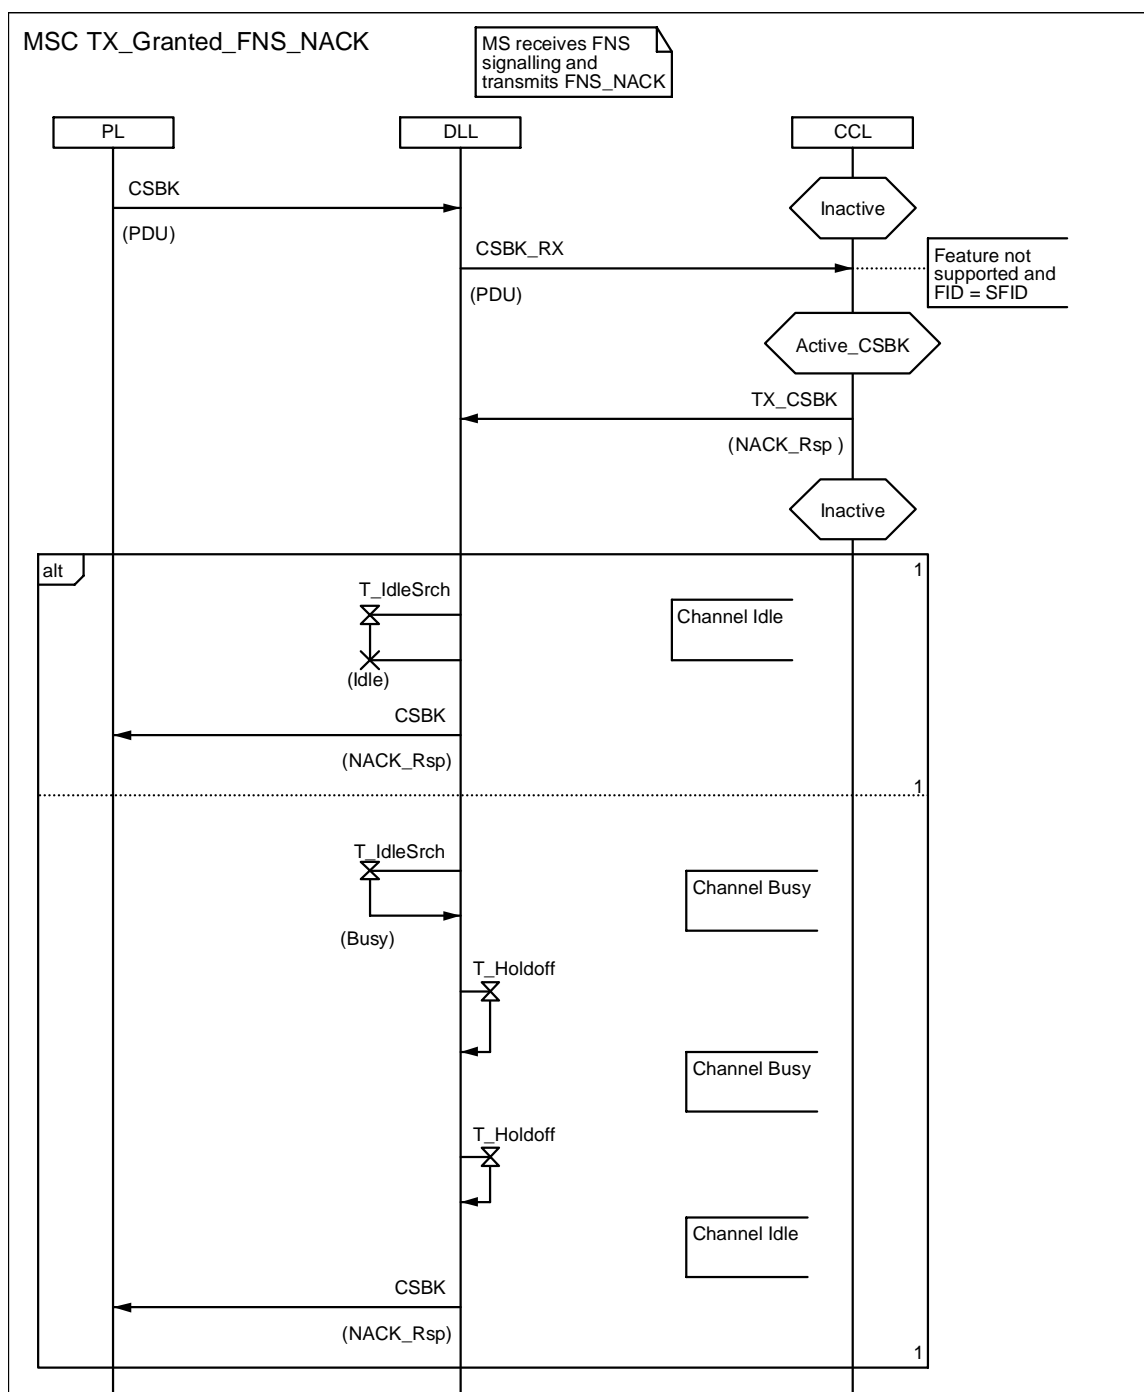 MSC TX_Granted_FNS_NACK
MS receives FNS
signalling and
transmits FNS_NACK
PL
DLL
CCL
CSBK
(PDU)
Inactive
CSBK_RX
(PDU)
Feature not
supported and
FID = SFID
Active_CSBK
TX_CSBK
(NACK_Rsp )
Inactive
alt
1
T_IdleSrch
Channel Idle
(Idle)
CSBK
(NACK_Rsp)
1
T_IdleSrch
Channel Busy
(Busy)
T_Holdoff
Channel Busy
T_Holdoff
Channel Idle
CSBK
(NACK_Rsp)
1